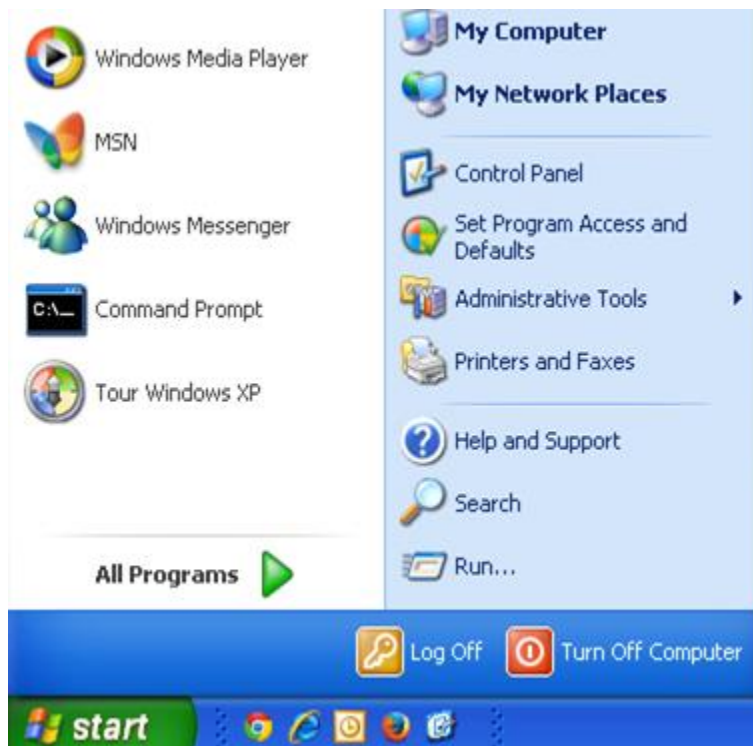 Windows Media Player
MSN
Windows Messenger
C:\_
Command Prompt
Tour Windows XP
All Programs
My Computer
My Network Places
Control Panel
Set Program Access and
Defaults
Administrative Tools
Printers and Faxes
Help and Support
Search
Run...
Log Off
Turn Off Computer
start